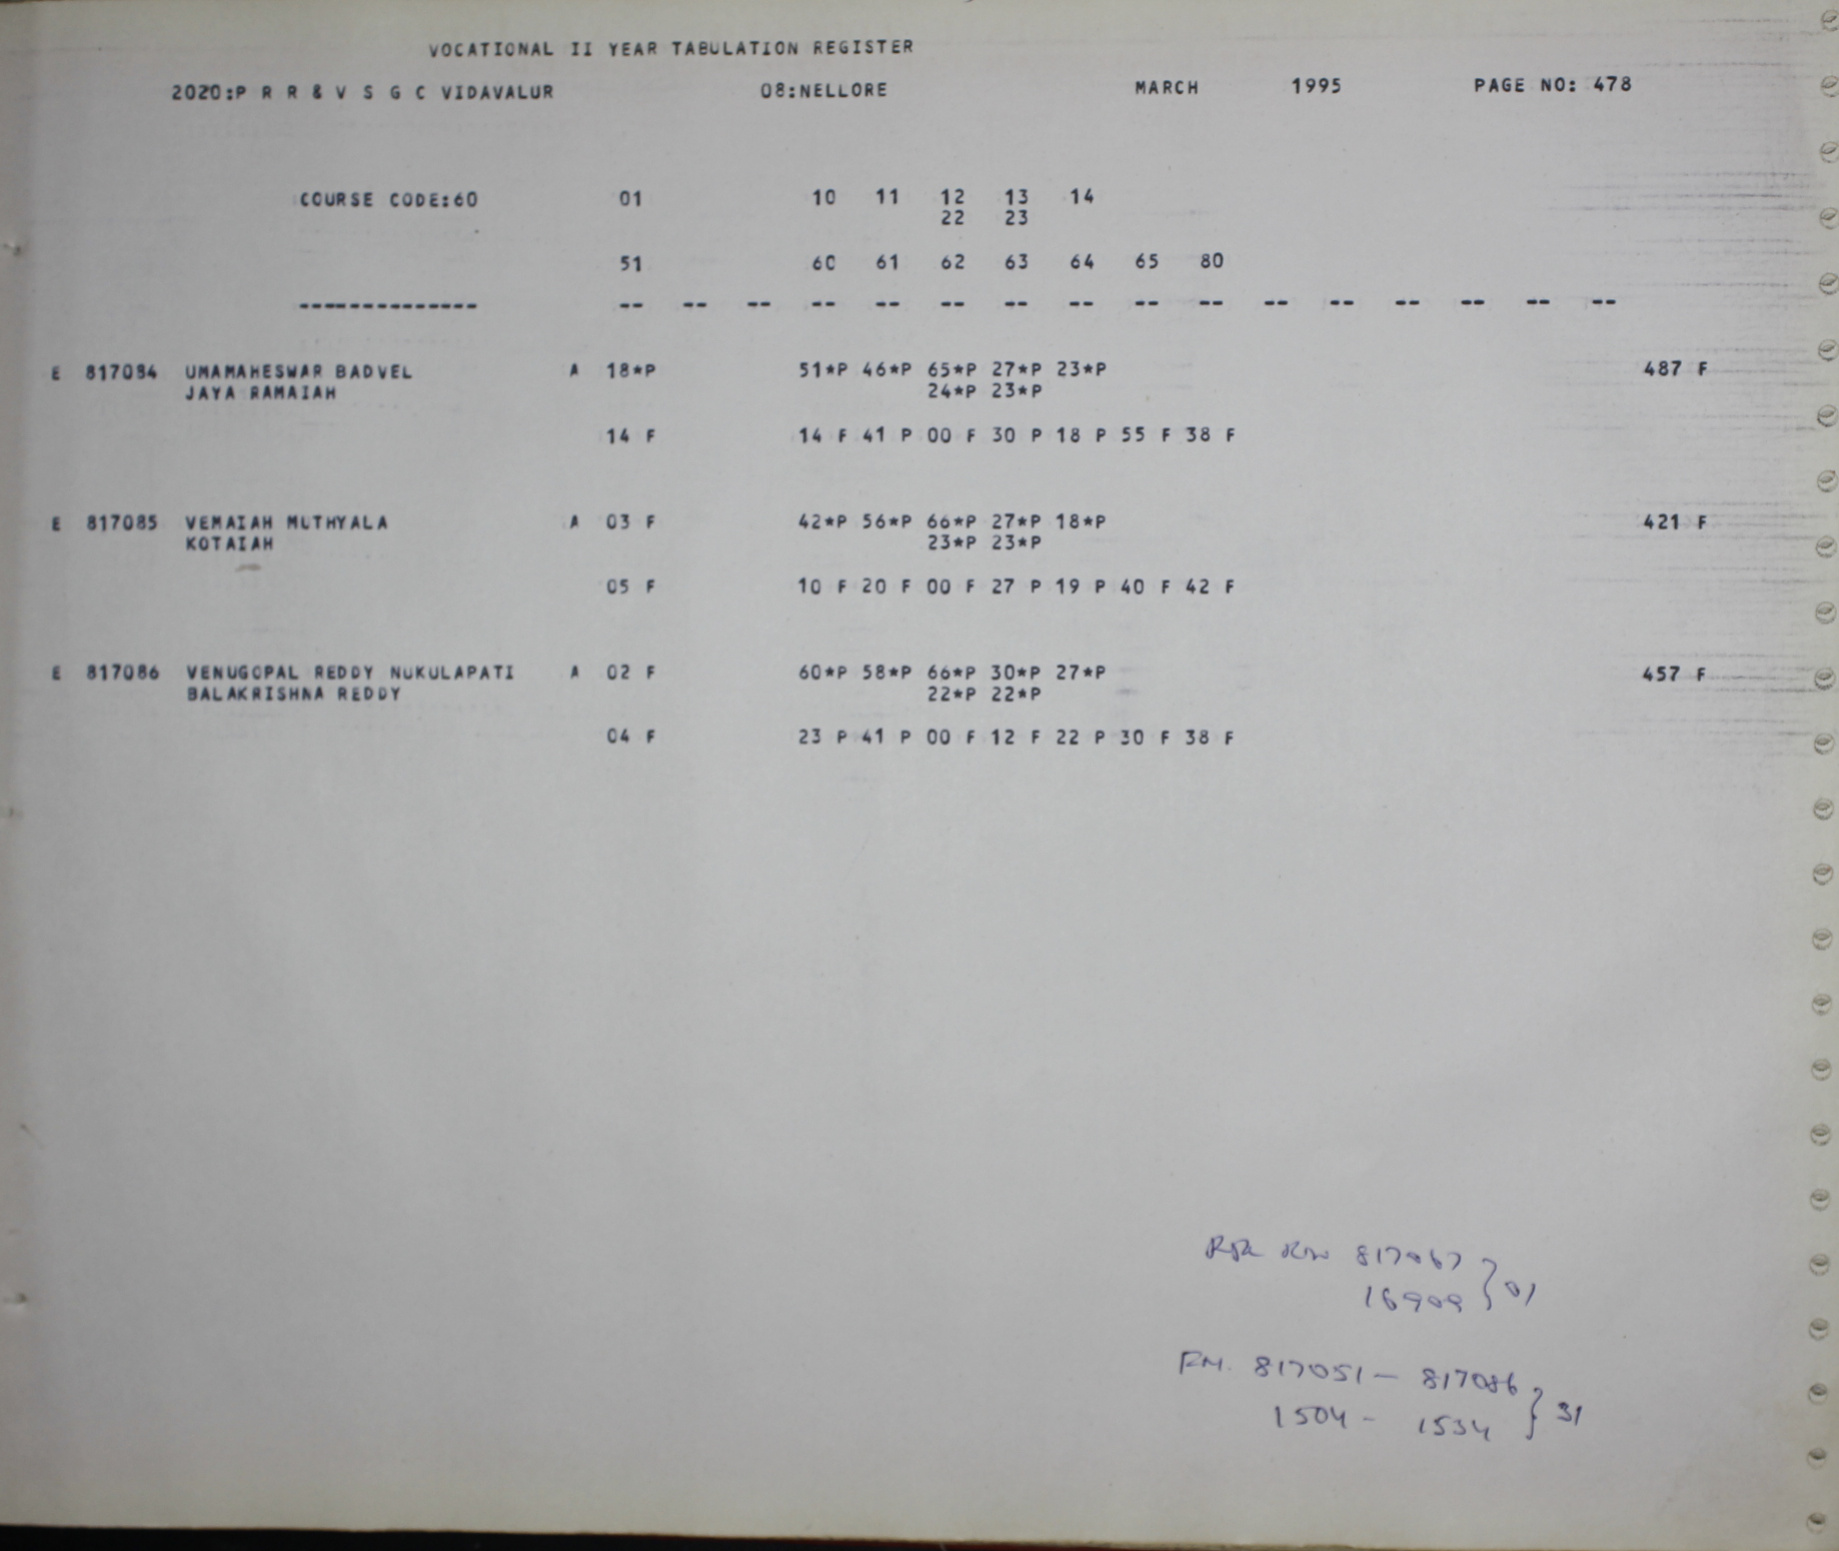 VOCATIONAL II YEAR TABULATION REGISTER
2020:P R R & V S G C VIDAVALUR 08:NELLORE MARCH 1995 PAGE NO: 478
COURSE CODE:60 01 10 11 12 13 14
22 23
51 60 61 62 63 64 65 80
-------------- -- -- -- -- -- -- -- -- -- -- -- -- -- -- -- --
E 817084 UMAMAHESWAR BADVEL A 18*P 51*P 46*P 65*P 27*P 23*P 487 F
JAYA RAMAIAH 24*P 23*P
14 F 14 F 41 P 00 F 30 P 18 P 55 F 38 F
E 817085 VEMAIAH MUTHYALA A 03 F 42*P 56*P 66*P 27*P 18*P 421 F
KOTAIAH 23*P 23*P
05 F 10 F 20 F 00 F 27 P 19 P 40 F 42 F
E 817086 VENUGOPAL REDDY NUKULAPATI A 02 F 60*P 58*P 66*P 30*P 27*P 457 F
BALAKRISHNA REDDY 22*P 22*P
04 F 23 P 41 P 00 F 12 F 22 P 30 F 38 F
817067 } 01
16909
817051 - 817086 } 31
1504 - 1534